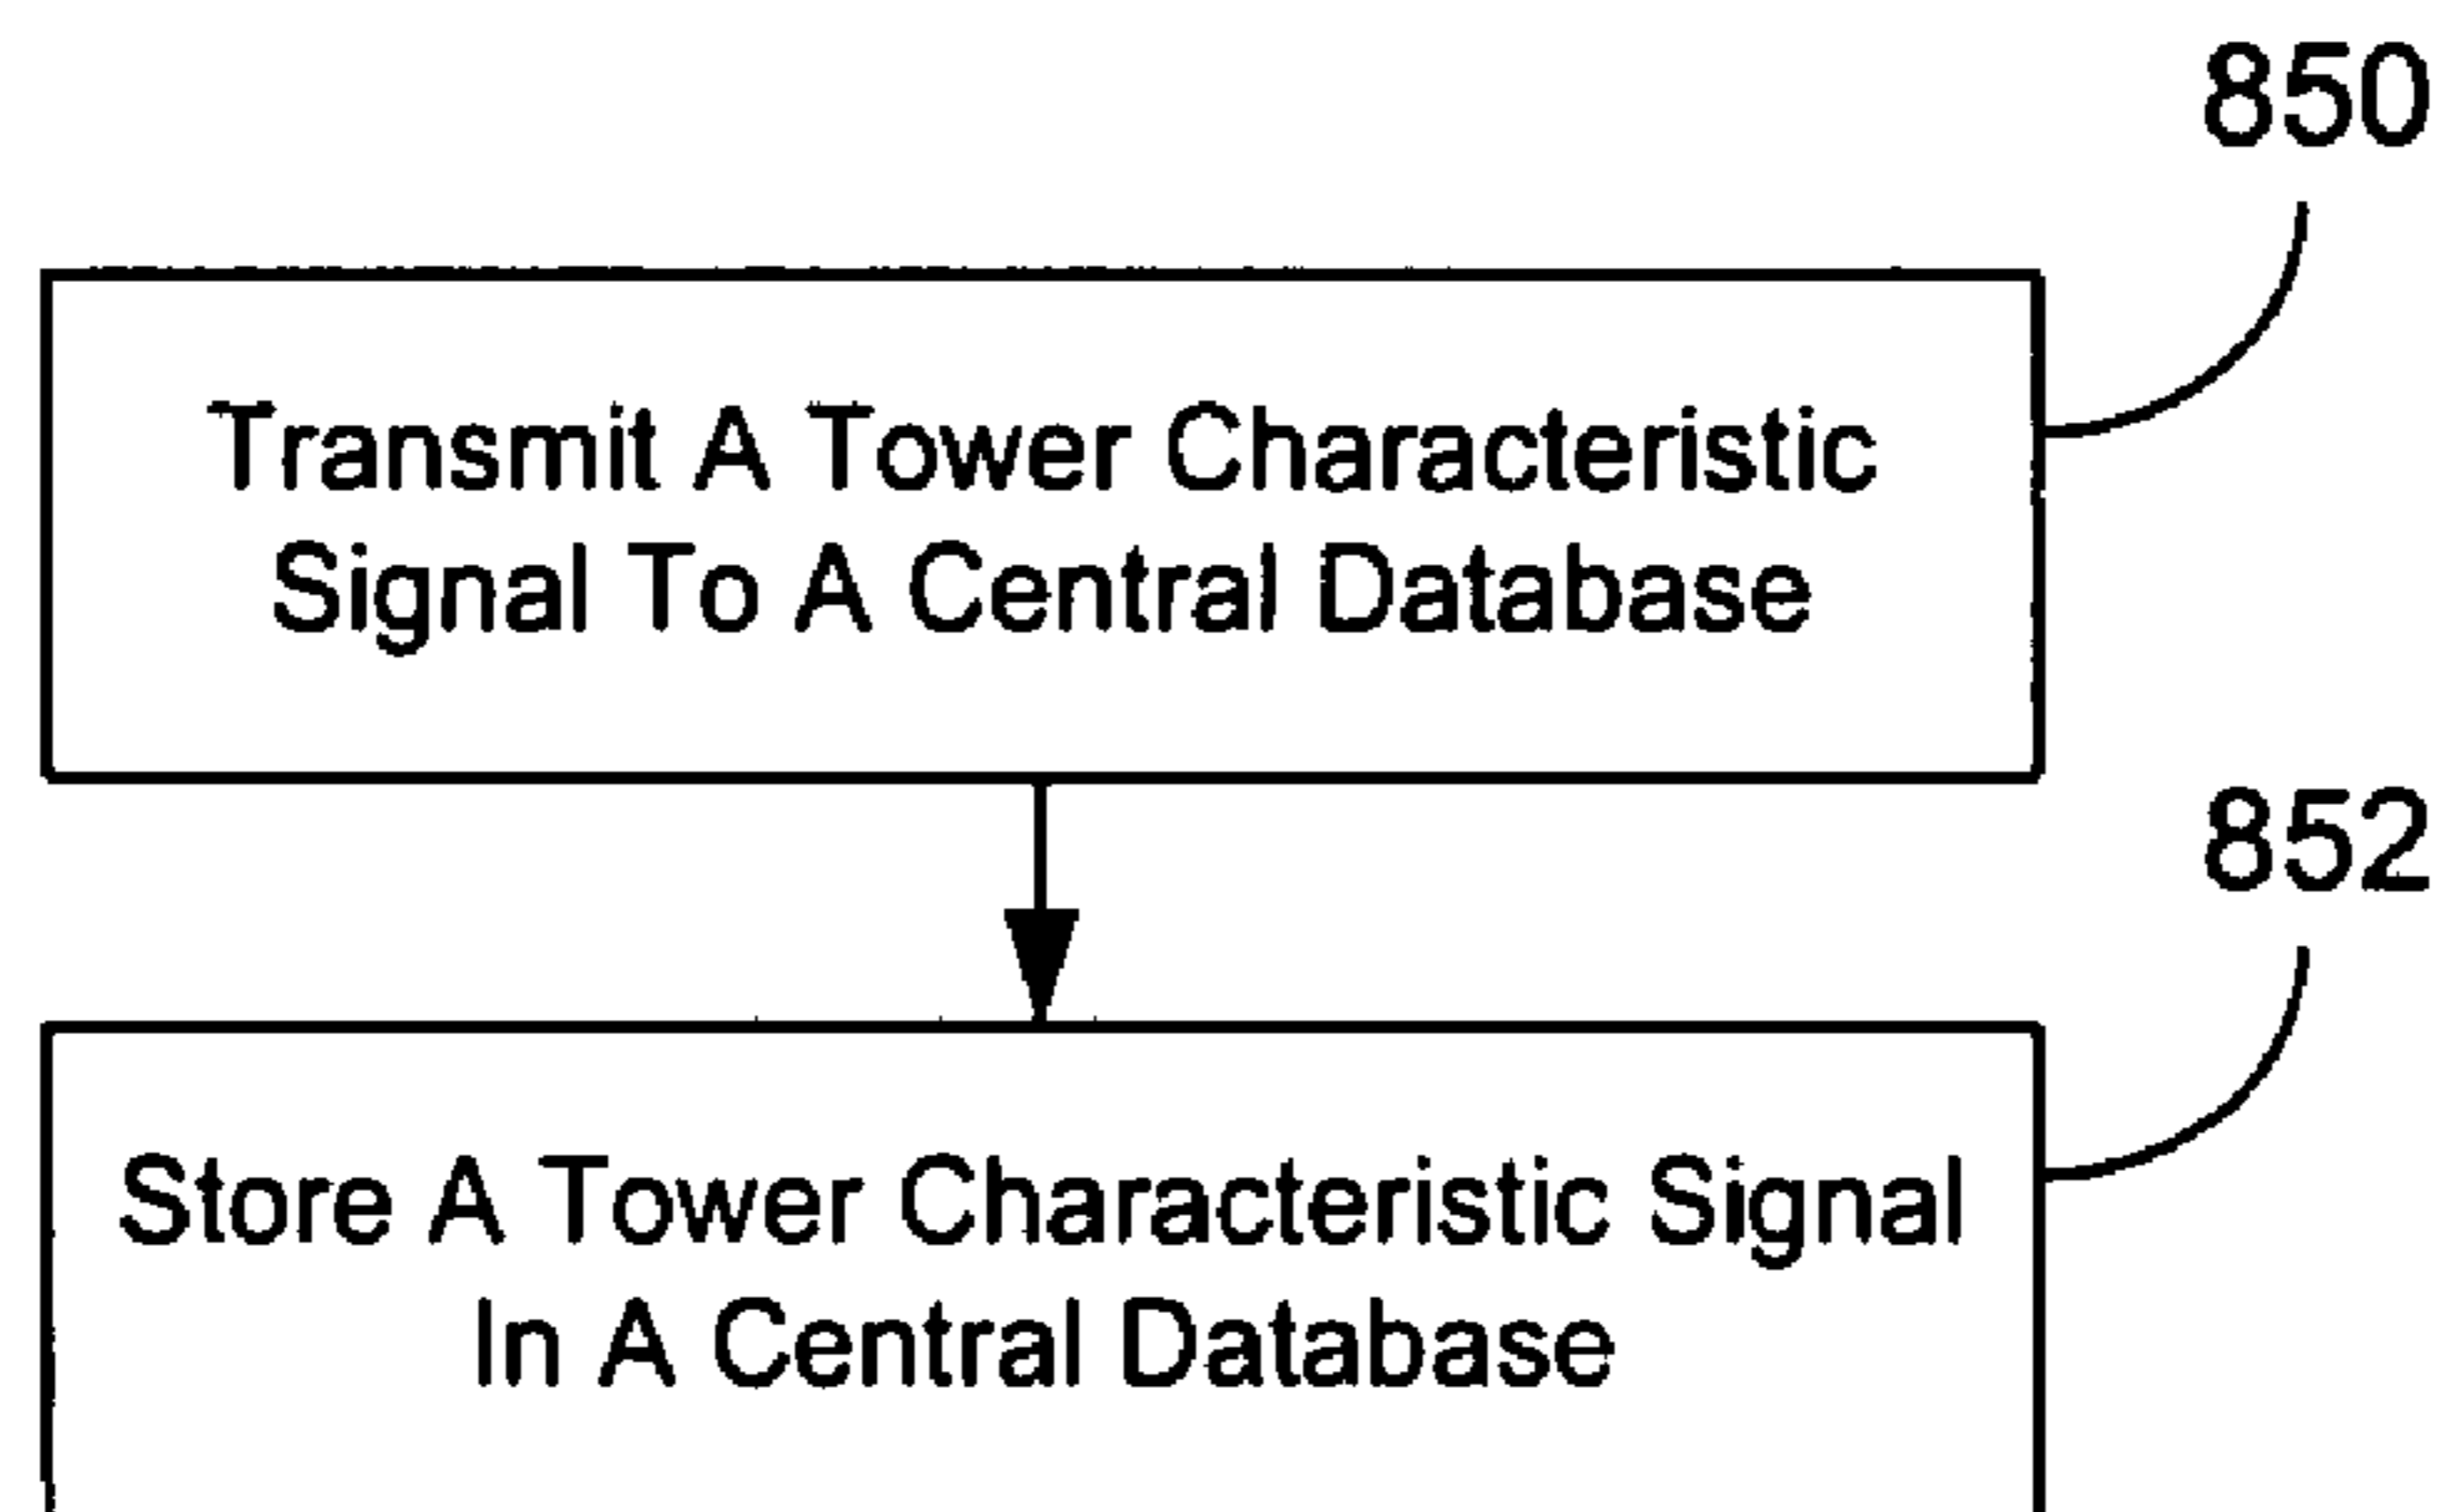 850
Transmit A Tower Characteristic
Signal To A Central Database
852
Store A Tower Characteristic Signal
In A Central Database